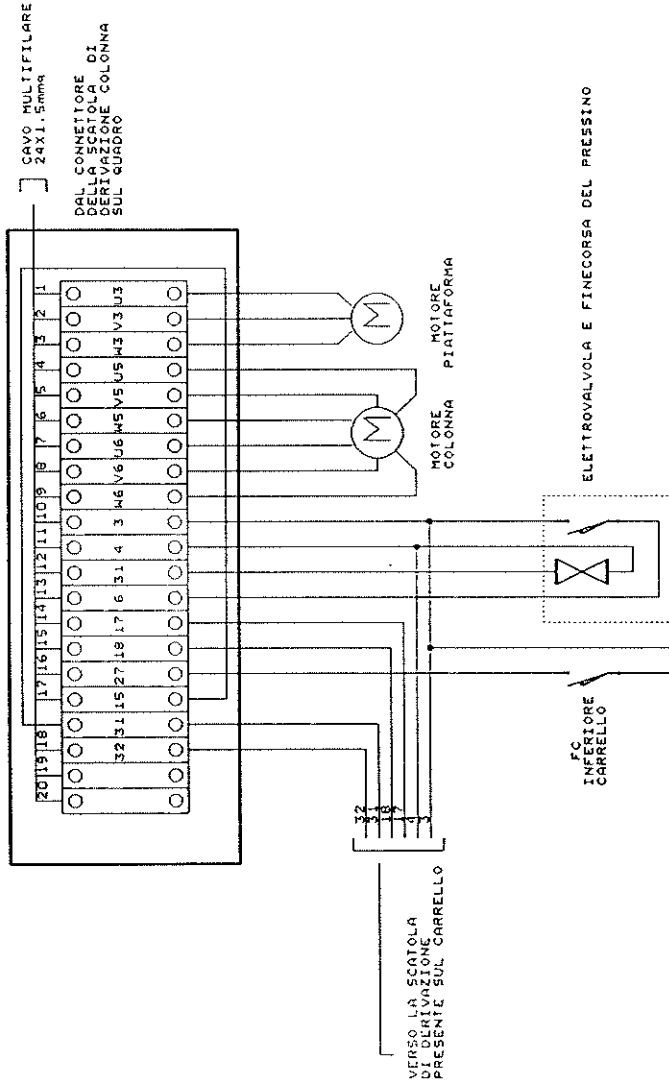 CAVO MULTIFILARE
24X1.5mmq
DAL CONNETTORE
DELLA SCATOLA DI
DERIVAZIONE COLONNA
SUL QUADRO
1
2
3
4
5
6
7
8
9
10
11
12
13
14
15
16
17
18
19
20
U3
V3
W3
U5
V5
W5
U6
V6
W6
3
4
31
6
17
18
27
15
31
32
M
MOTORE
PIATTAFORMA
M
MOTORE
COLONNA
ELETTROVALVOLA E FINECORSA DEL PRESSINO
FC
INFERIORE
CARRELLO
32
31
18
17
4
3
VERSO LA SCATOLA
DI DERIVAZIONE
PRESENTE SUL CARRELLO